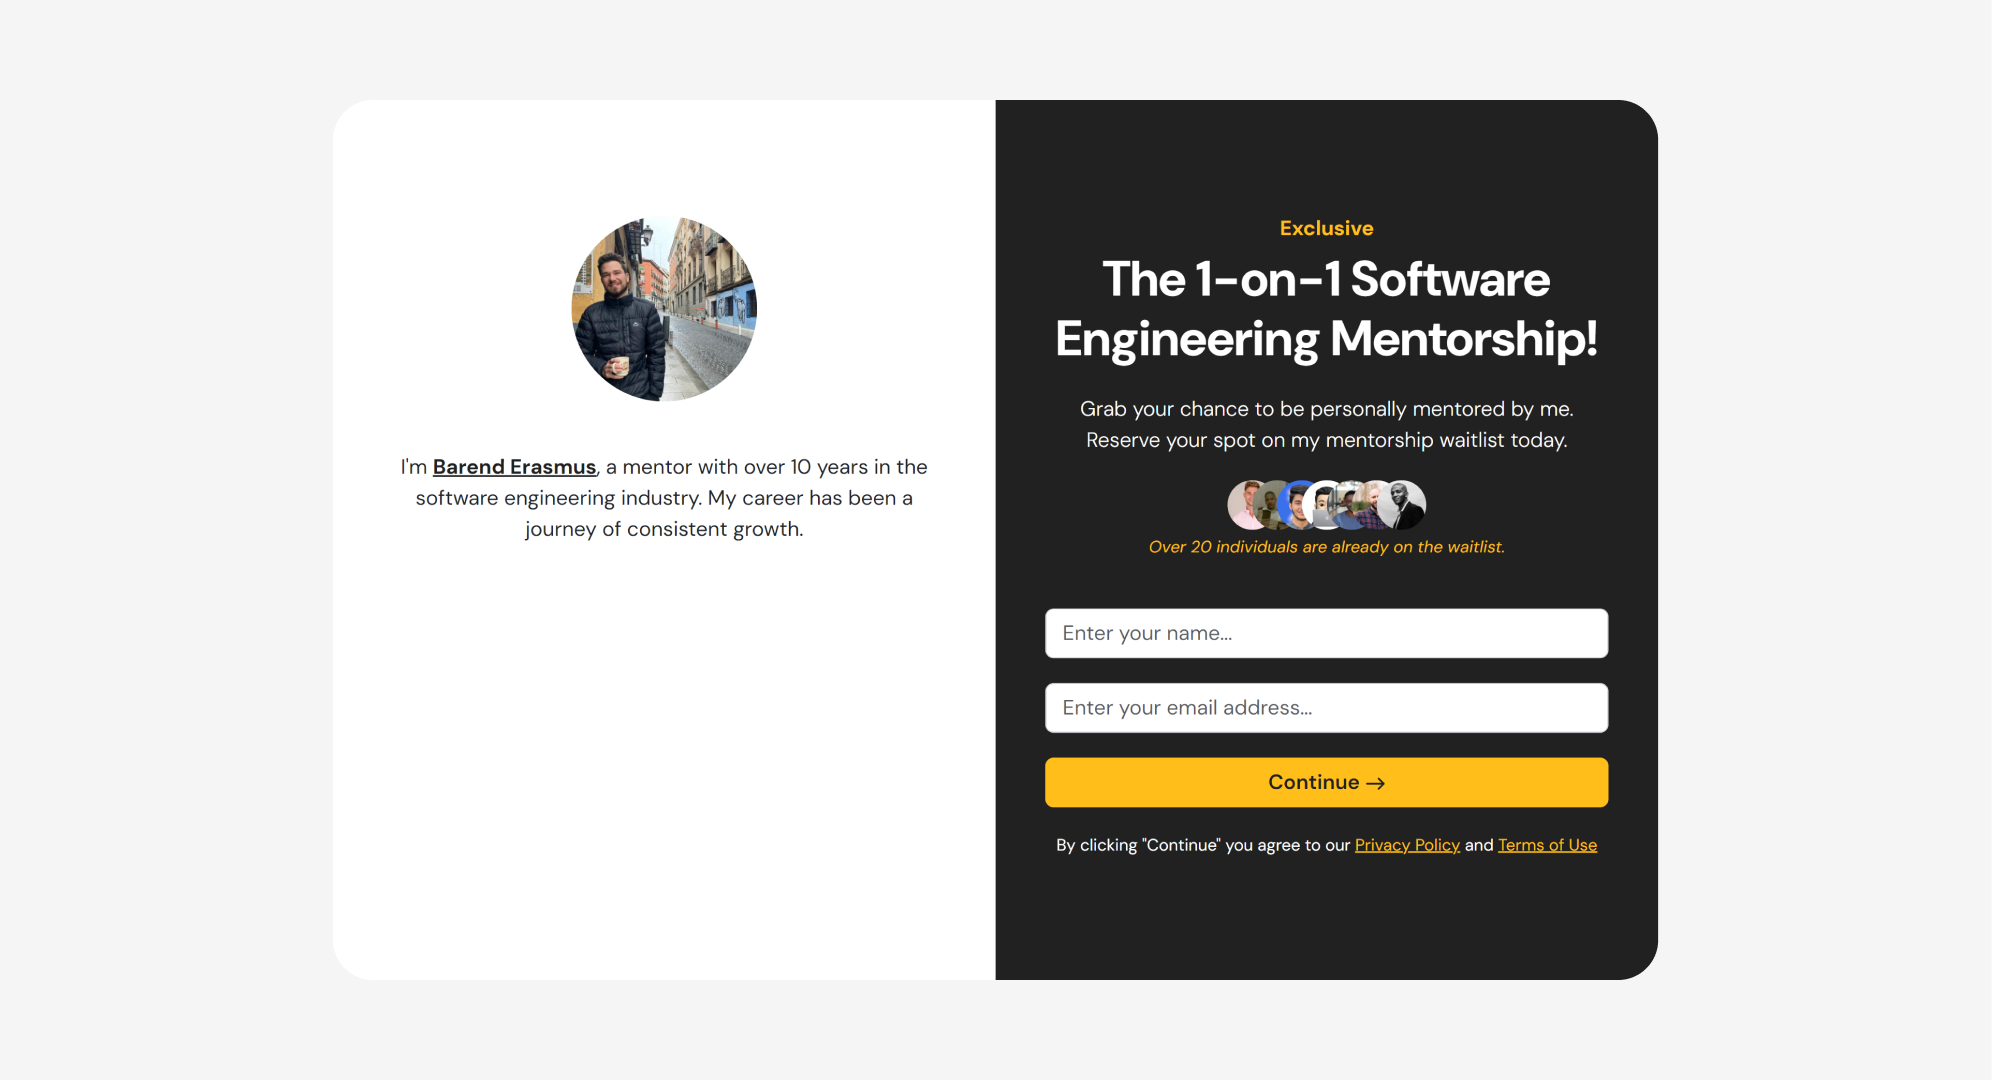 I'm Barend Erasmus, a mentor with over 10 years in the
software engineering industry. My career has been a
journey of consistent growth.
Exclusive
The 1-on-1 Software
Engineering Mentorship!
Grab your chance to be personally mentored by me.
Reserve your spot on my mentorship waitlist today.
Over 20 individuals are already on the waitlist.
Enter your name...
Enter your email address...
Continue →
By clicking "Continue" you agree to our Privacy Policy and Terms of Use